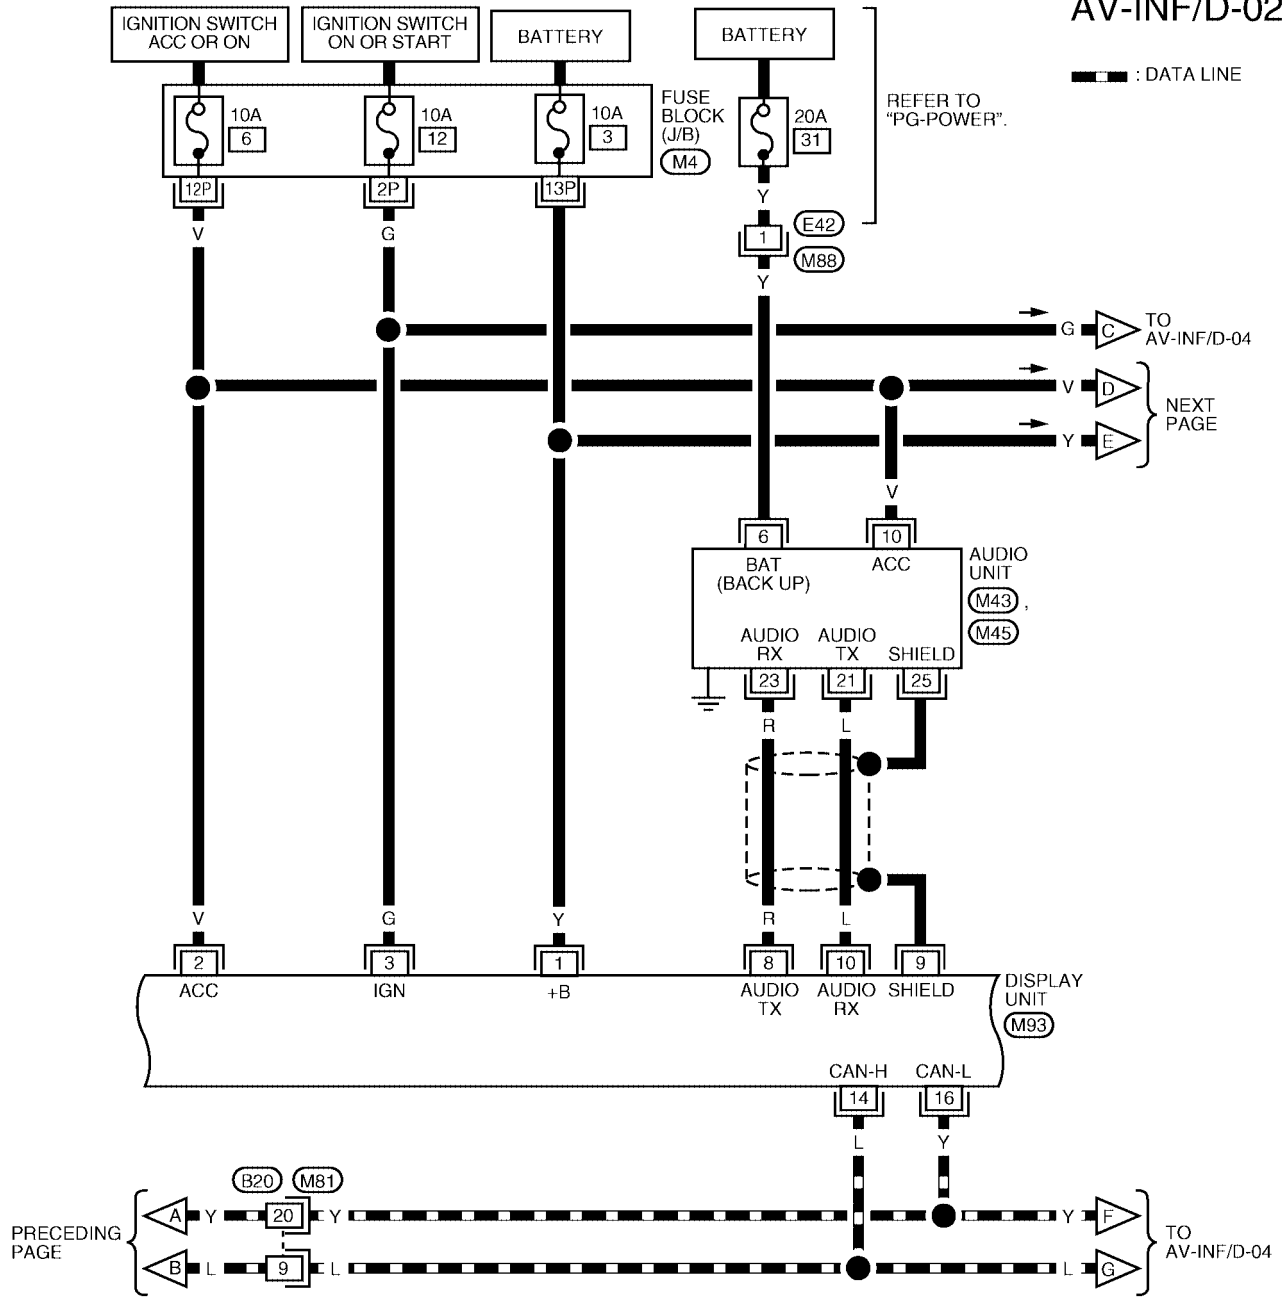 AV-INF/D-02
IGNITION SWITCH
ACC OR ON
IGNITION SWITCH
ON OR START
BATTERY
BATTERY
: DATA LINE
REFER TO
“PG-POWER”.
10A
6
10A
12
10A
3
FUSE
BLOCK
(J/B)
M4
20A
31
12P
2P
13P
Y
V
G
1
E42
M88
Y
G
C
TO
AV-INF/D-04
V
D
Y
E
NEXT
PAGE
V
6
10
BAT
(BACK UP)
ACC
AUDIO
UNIT
M43 ,
M45
AUDIO
RX
AUDIO
TX
SHIELD
23
21
25
R
L
V
G
Y
R
L
2
3
1
8
10
9
ACC
IGN
+B
AUDIO
TX
AUDIO
RX
SHIELD
DISPLAY
UNIT
M93
CAN-H
CAN-L
14
16
L
Y
B20
M81
PRECEDING
PAGE
A
Y
20
Y
Y
F
B
L
9
L
L
G
TO
AV-INF/D-04